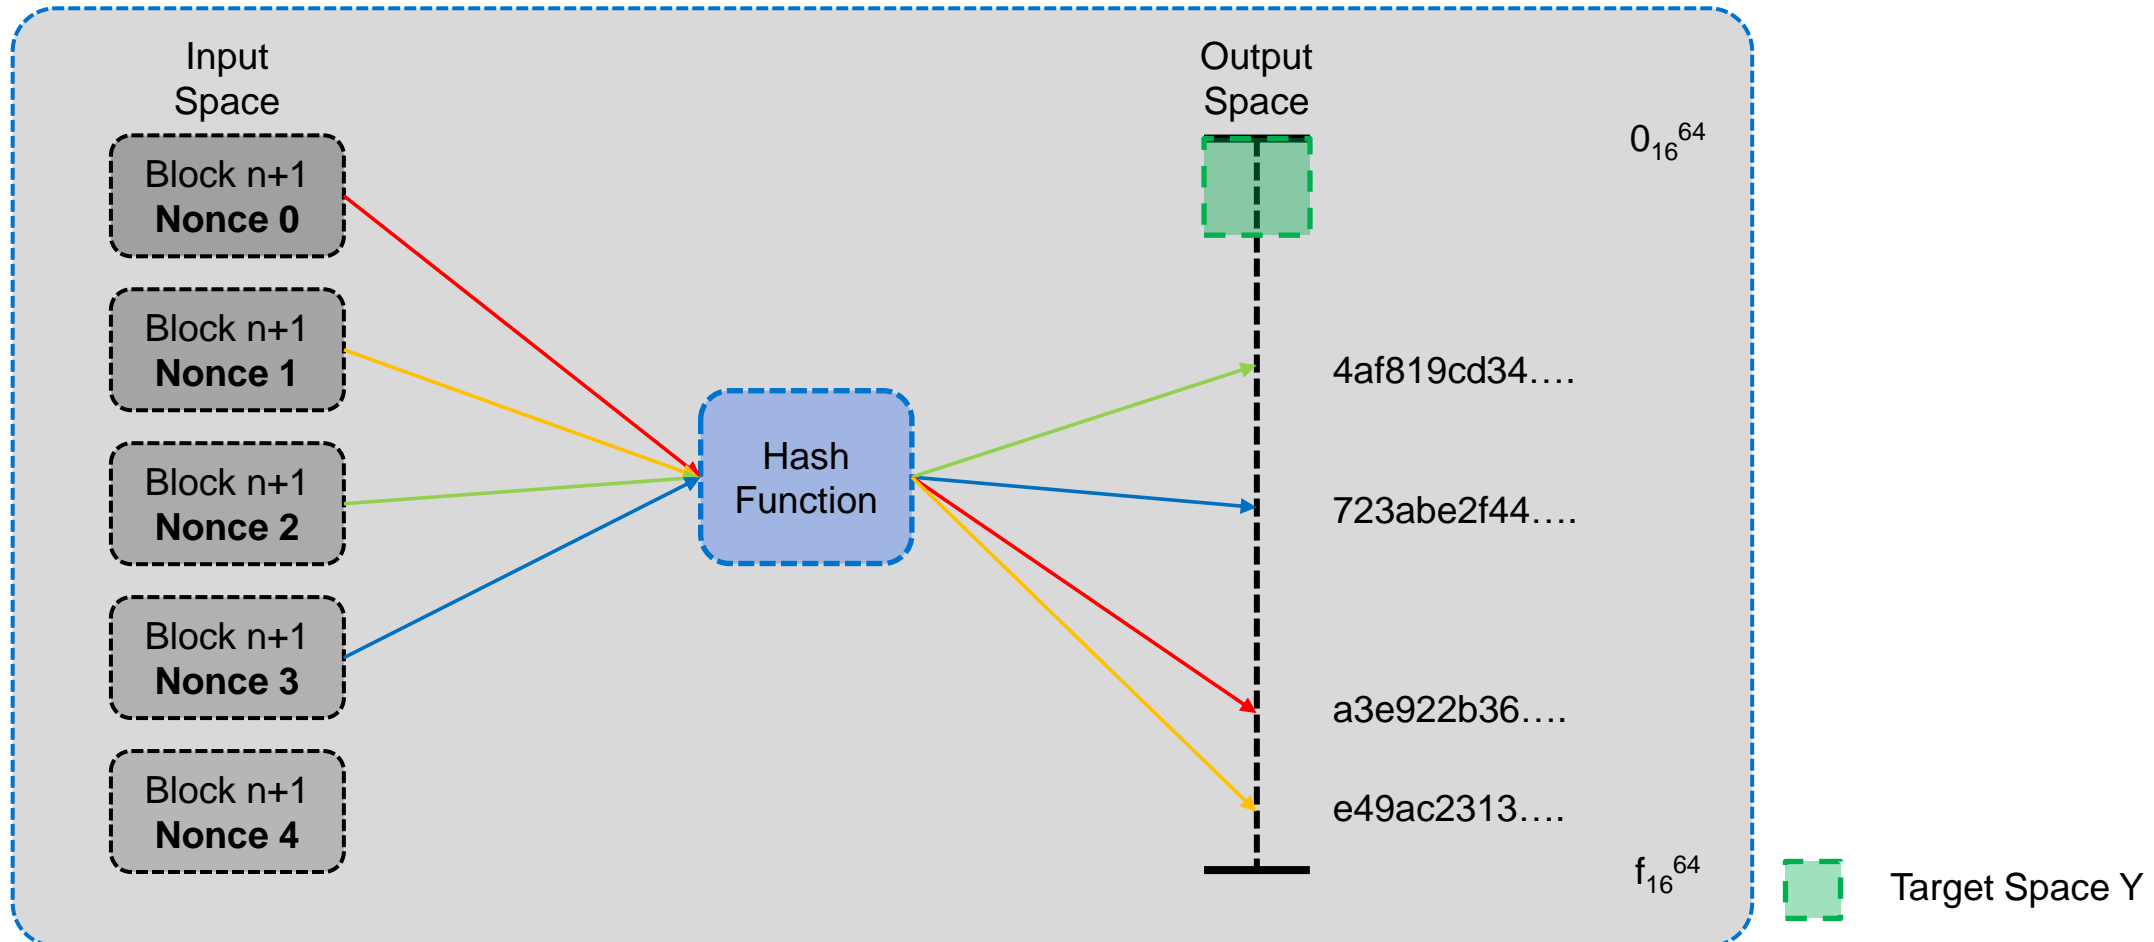 Input
Space
Output
Space
0₁₆⁶⁴
Block n+1
Nonce 0
Block n+1
Nonce 1
4af819cd34….
Block n+1
Nonce 2
Hash
Function
723abe2f44….
Block n+1
Nonce 3
a3e922b36….
Block n+1
Nonce 4
e49ac2313….
f₁₆⁶⁴
Target Space Y